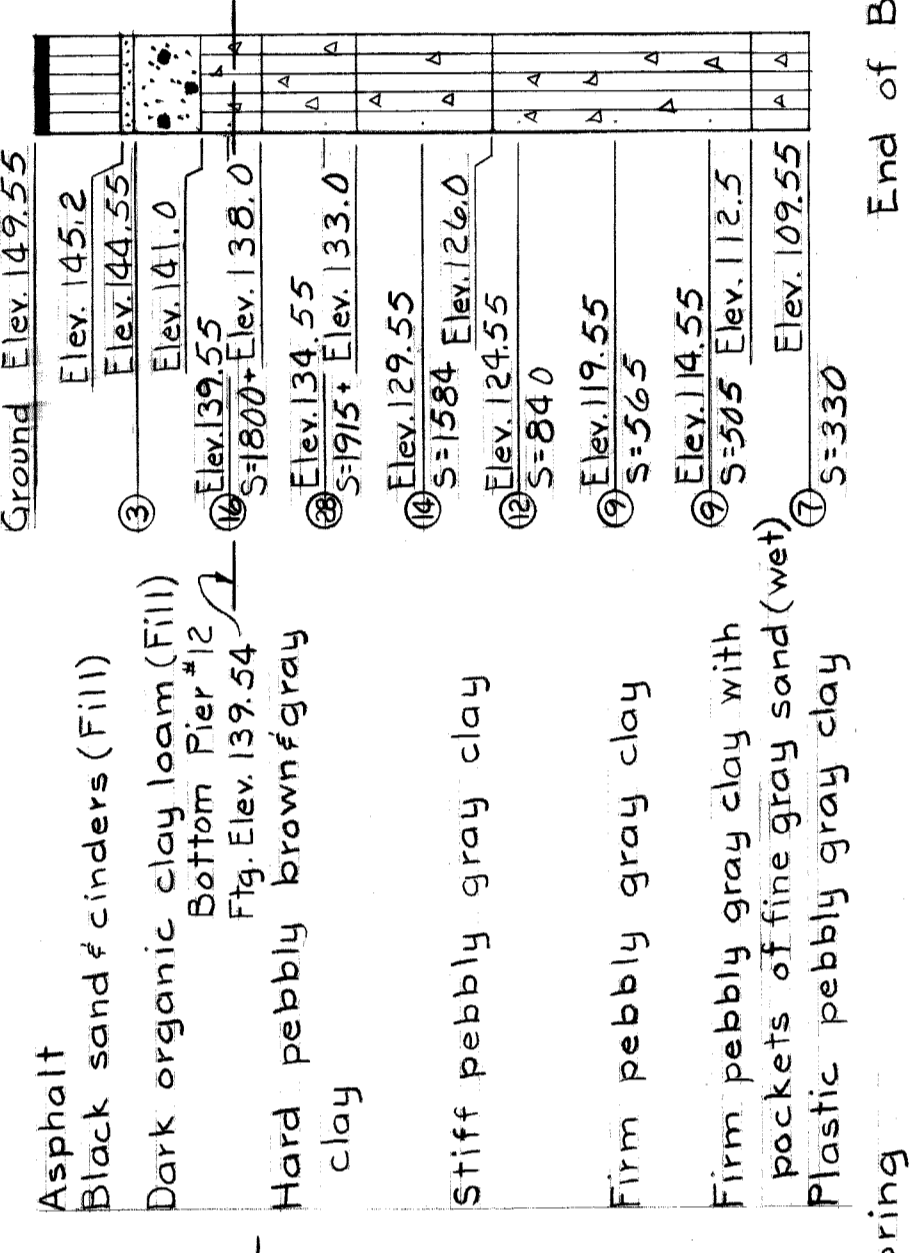 Ground Elev. 149.55
Asphalt
Black sand & cinders (Fill)
Elev. 145.2
Elev. 144.55
3
Dark organic clay loam (Fill)
Elev. 141.0
Bottom Pier #12
Ftg. Elev. 139.54
16
Elev. 139.55
S=1800+ Elev. 138.0
Hard pebbly brown & gray
clay
28
Elev. 134.55
S=1915+ Elev. 133.0
14
Elev. 129.55
S=1584 Elev. 126.0
Stiff pebbly gray clay
12
Elev. 124.55
S=840
Firm pebbly gray clay
9
Elev. 119.55
S=565
Firm pebbly gray clay with
pockets of fine gray sand (wet)
9
Elev. 114.55
S=505 Elev. 112.5
Plastic pebbly gray clay
7
Elev. 109.55
S=330
oring
End of B